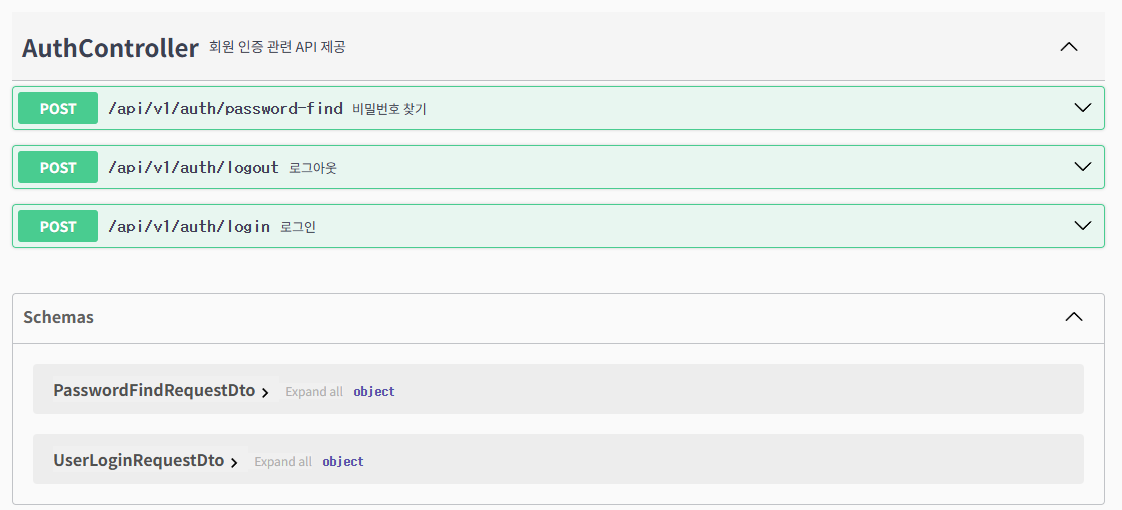 AuthController 회원 인증 관련 API 제공
POST /api/v1/auth/password-find 비밀번호 찾기
POST /api/v1/auth/logout 로그아웃
POST /api/v1/auth/login 로그인
Schemas
PasswordFindRequestDto Expand all object
UserLoginRequestDto Expand all object